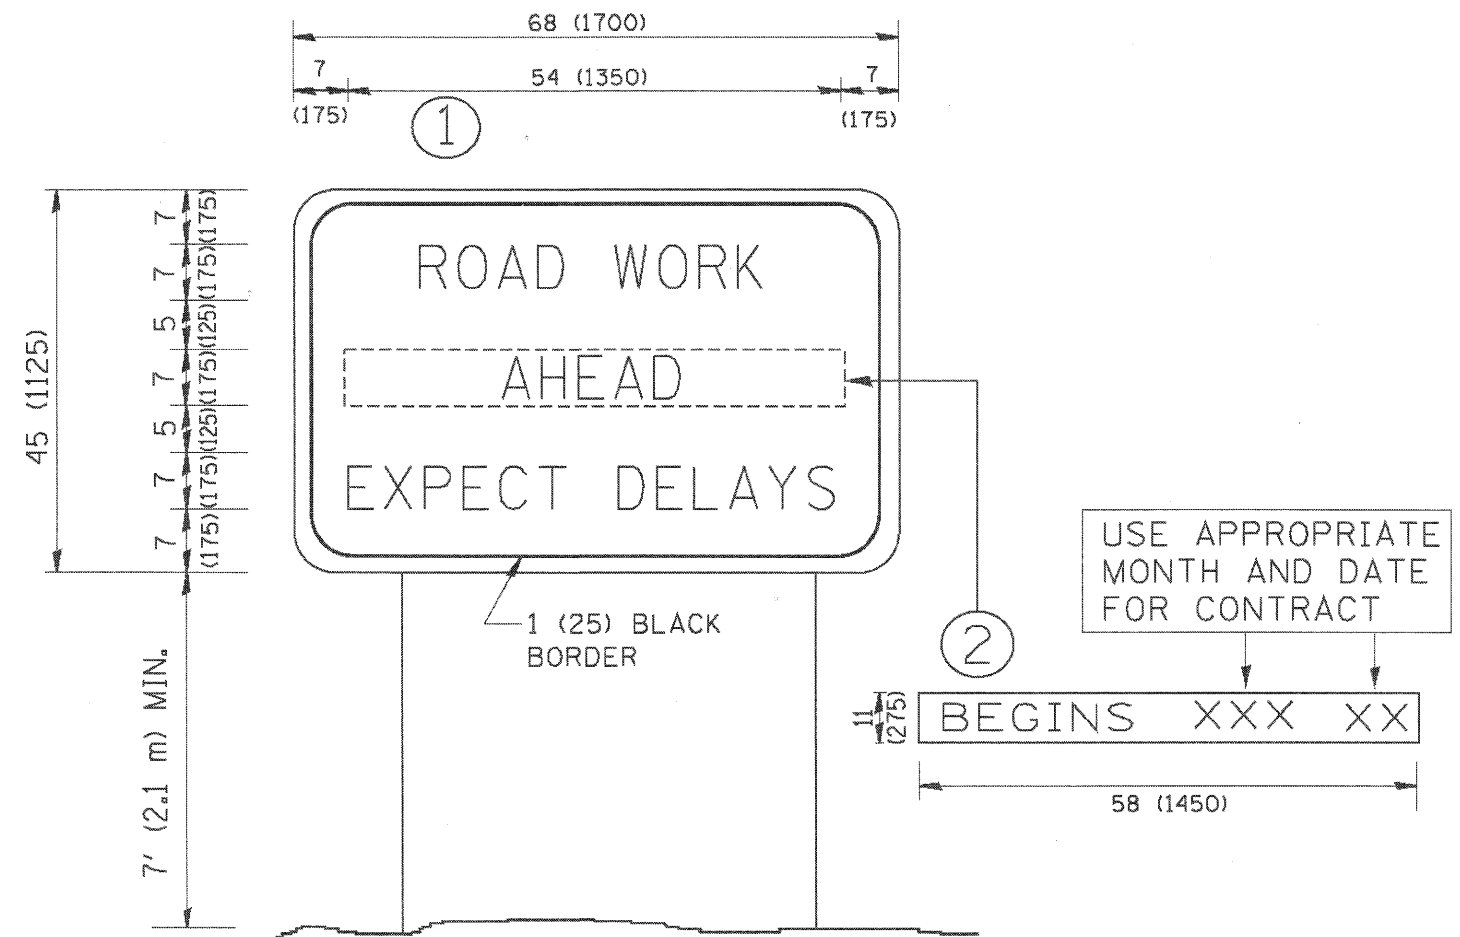 68 (1700)
7
54 (1350)
7
(175)
(175)
1
ROAD WORK
AHEAD
EXPECT DELAYS
45 (1125)
7
(175)
7
(175)
5
(125)
7
(175)
5
(125)
7
(175)
7
(175)
7' (2.1 m) MIN.
1 (25) BLACK
BORDER
2
USE APPROPRIATE
MONTH AND DATE
FOR CONTRACT
11
(275)
BEGINS XXX XX
58 (1450)